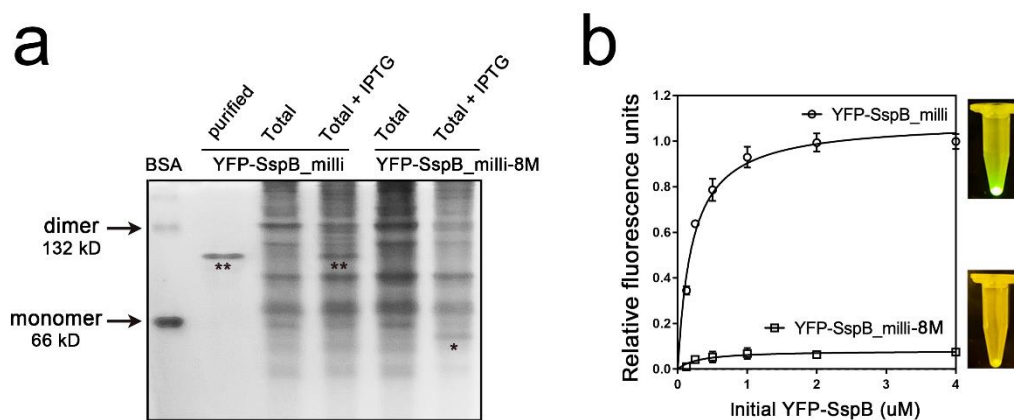 a
purified
Total
Total + IPTG
Total
Total + IPTG
BSA
YFP-SspB_milli
YFP-SspB_milli-8M
dimer
132 kD
monomer
66 kD
**
**
*
b
Relative fluorescence units
1.2
1.0
0.8
0.6
0.4
0.2
0.0
YFP-SspB_milli
YFP-SspB_milli-8M
0
1
2
3
4
Initial YFP-SspB (uM)